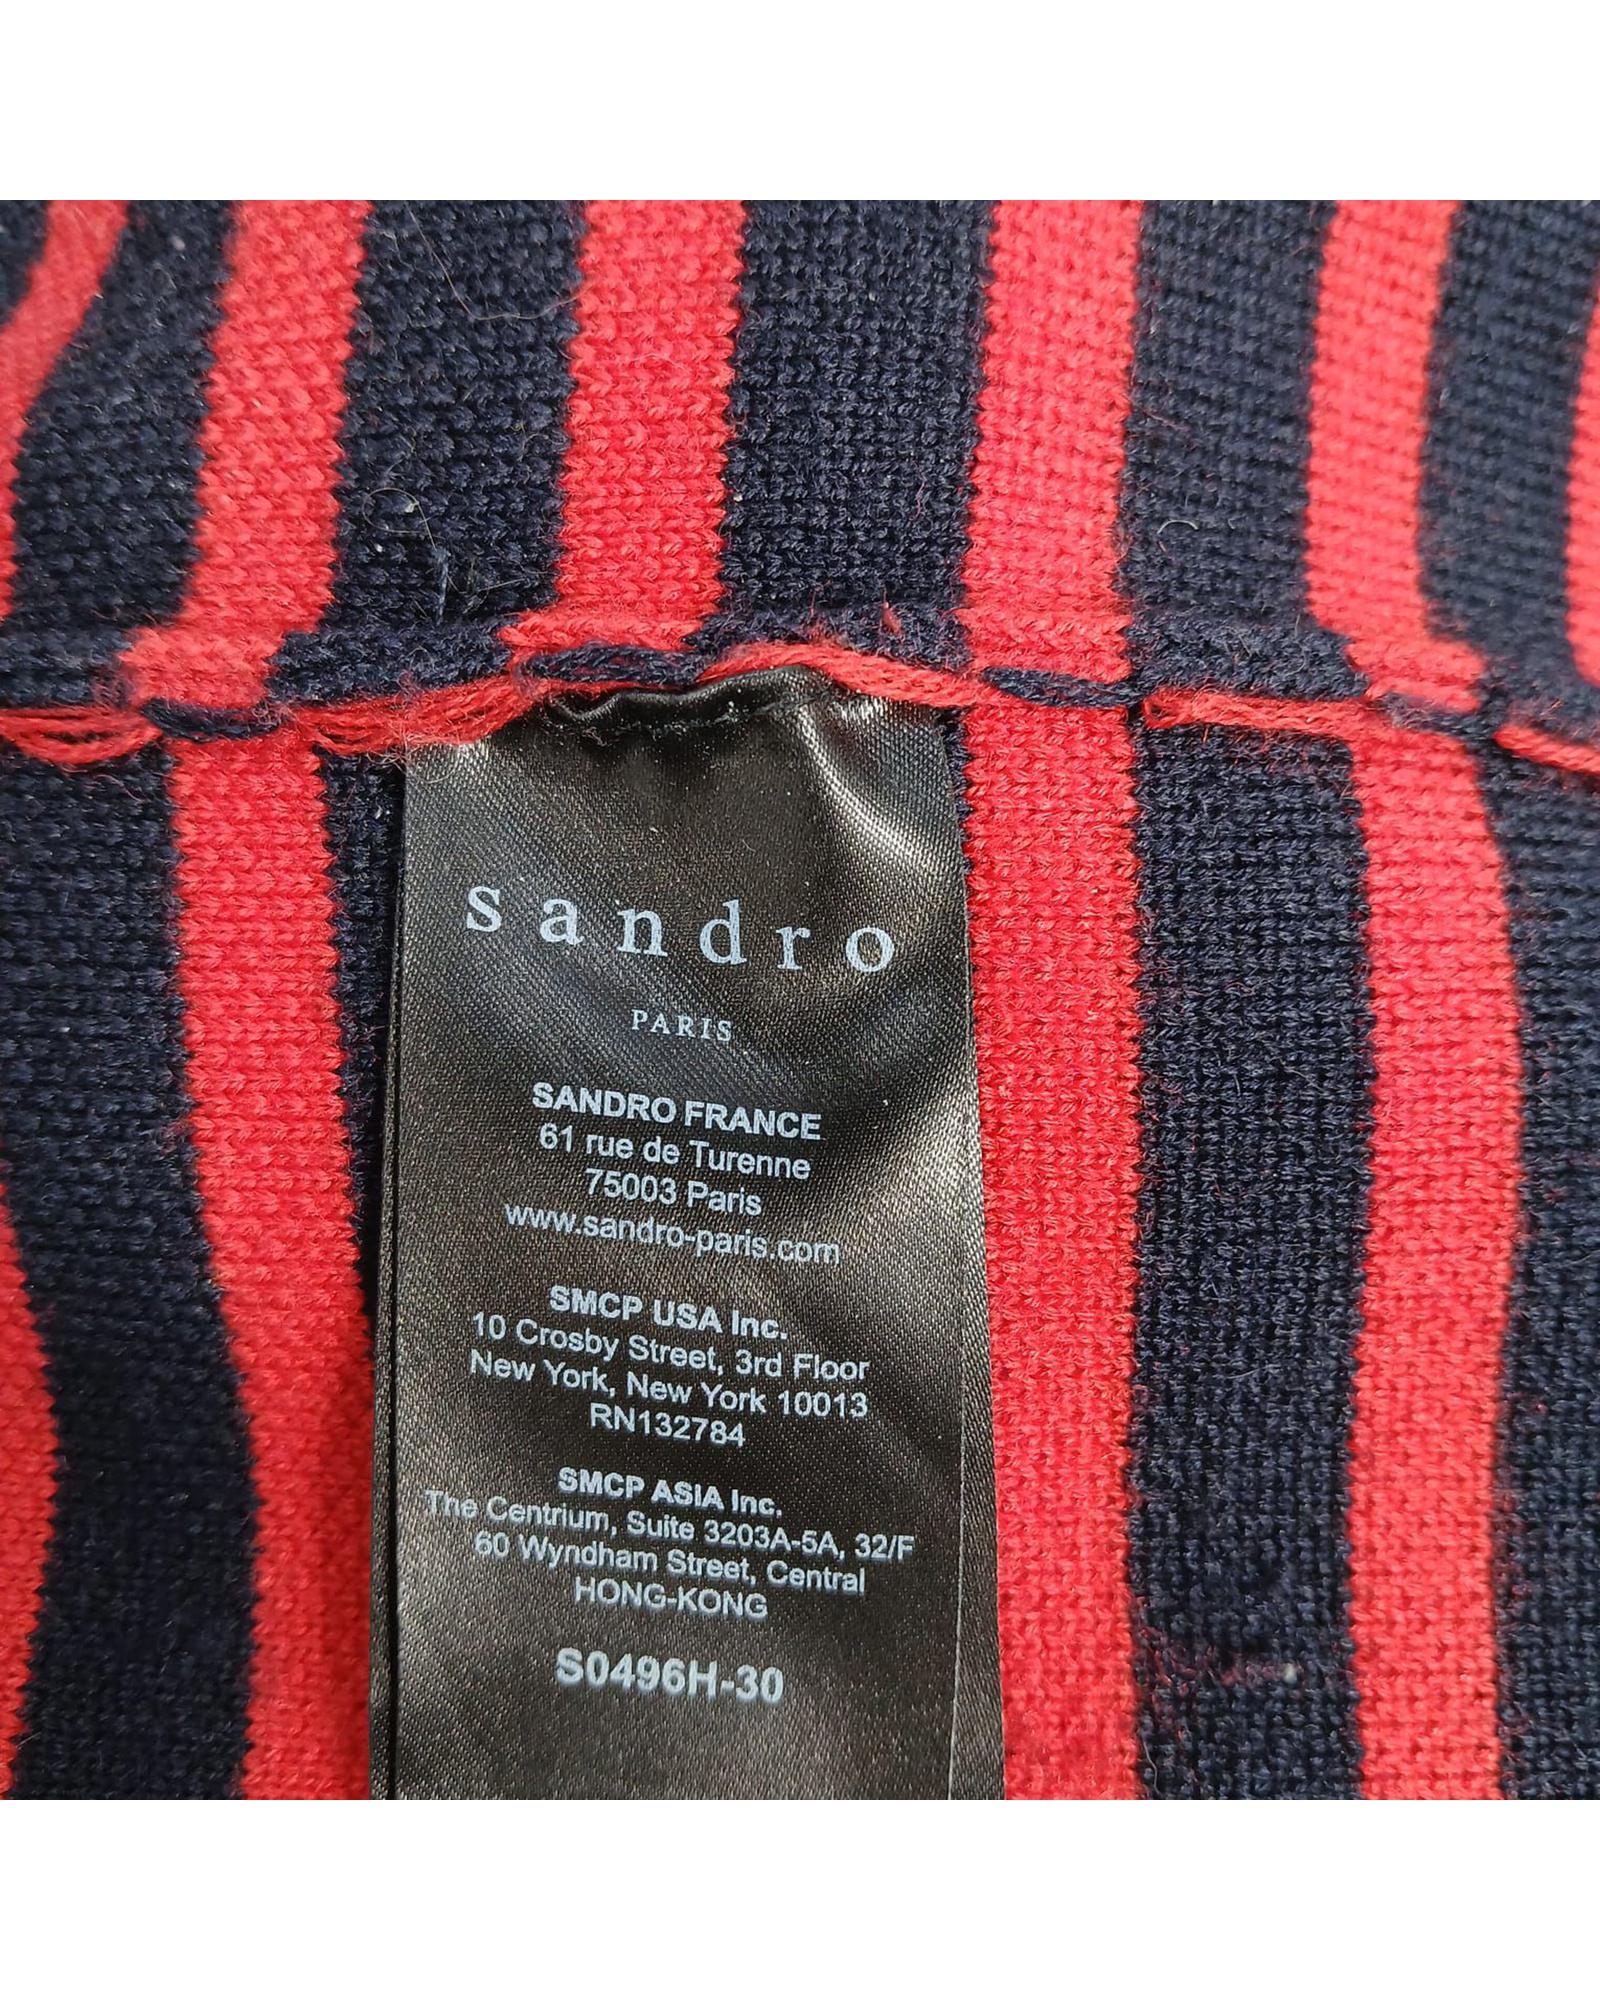 sandro
PARIS
SANDRO FRANCE
61 rue de Turenne
75003 Paris
www.sandro-paris.com
SMCP USA Inc.
10 Crosby Street, 3rd Floor
New York, New York 10013
RN132784
SMCP ASIA Inc.
The Centrium, Suite 3203A-5A, 32/F
60 Wyndham Street, Central
HONG-KONG
S0496H-30